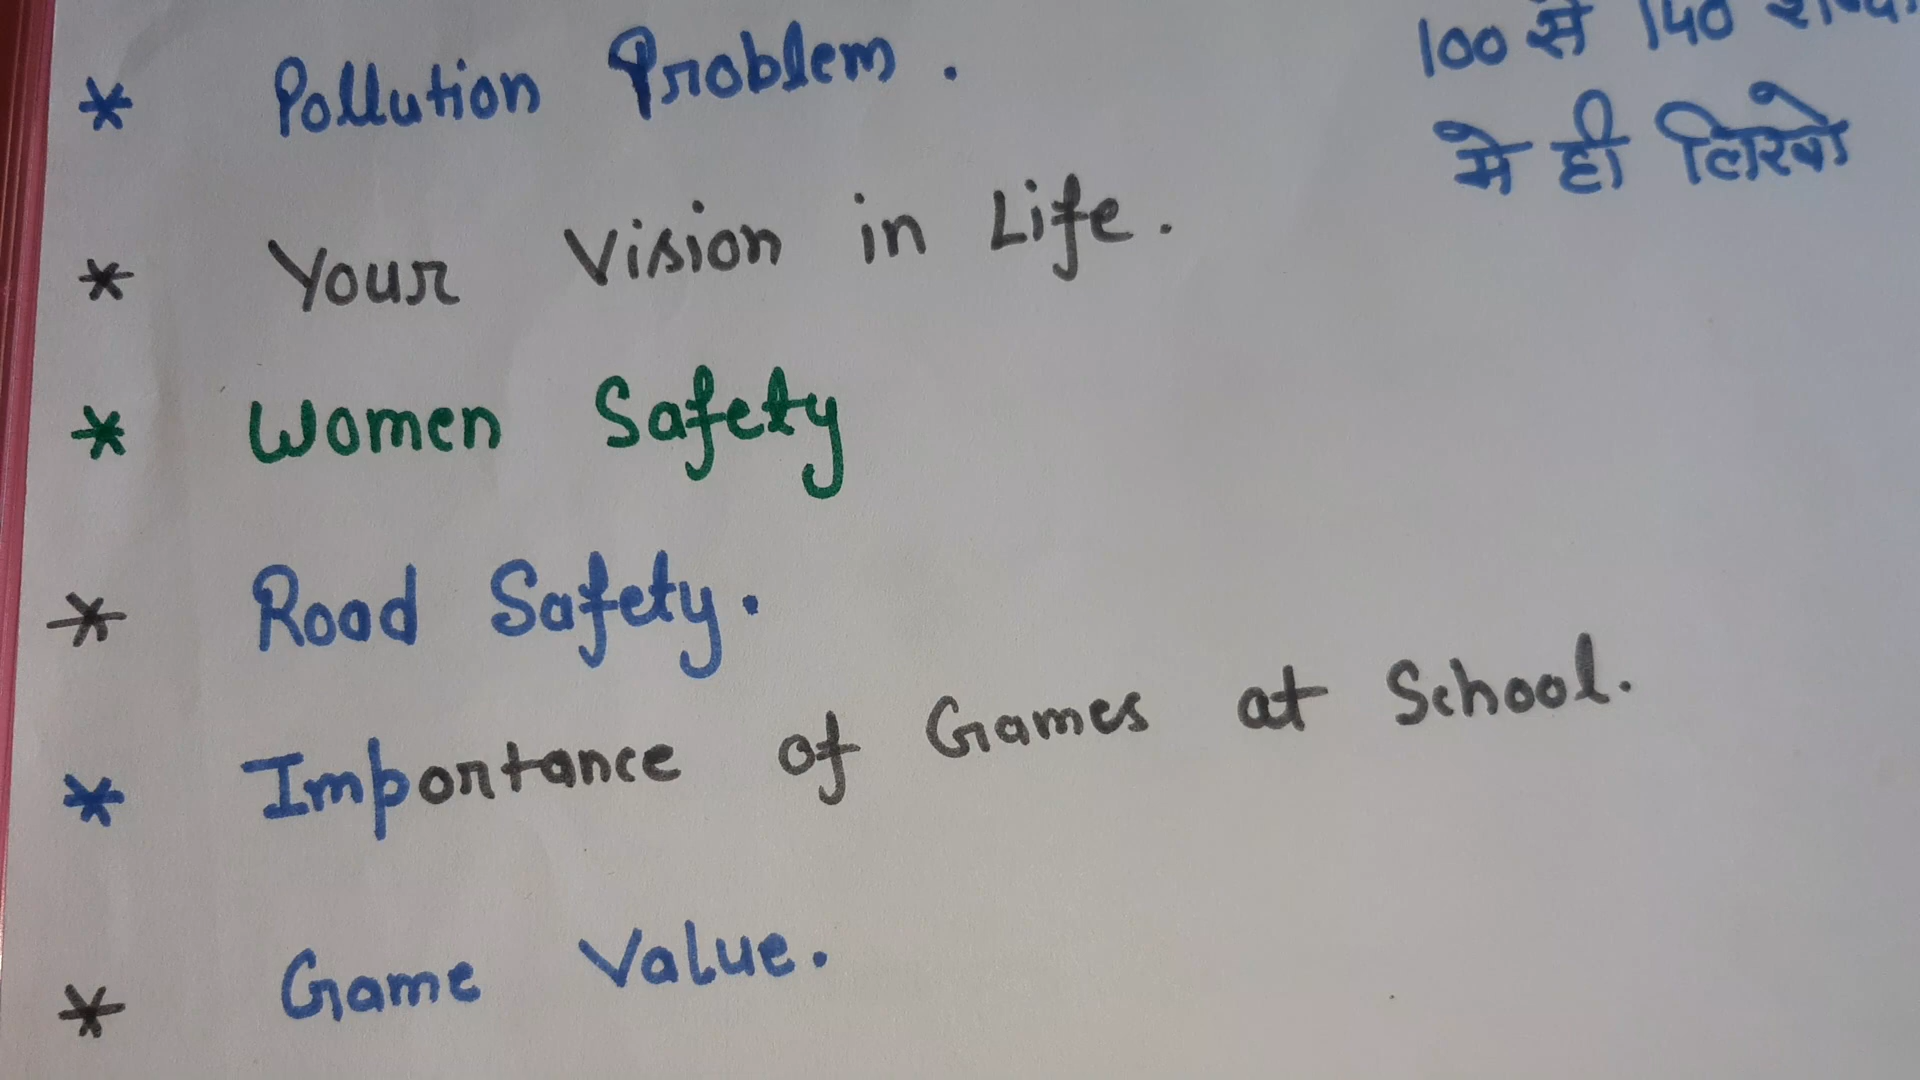 100 से 140 शब्दो
मे ही लिखो
* Pollution Problem.
* Your Vision in Life.
* Women Safety
* Road Safety.
* Importance of Games at School.
* Game Value.